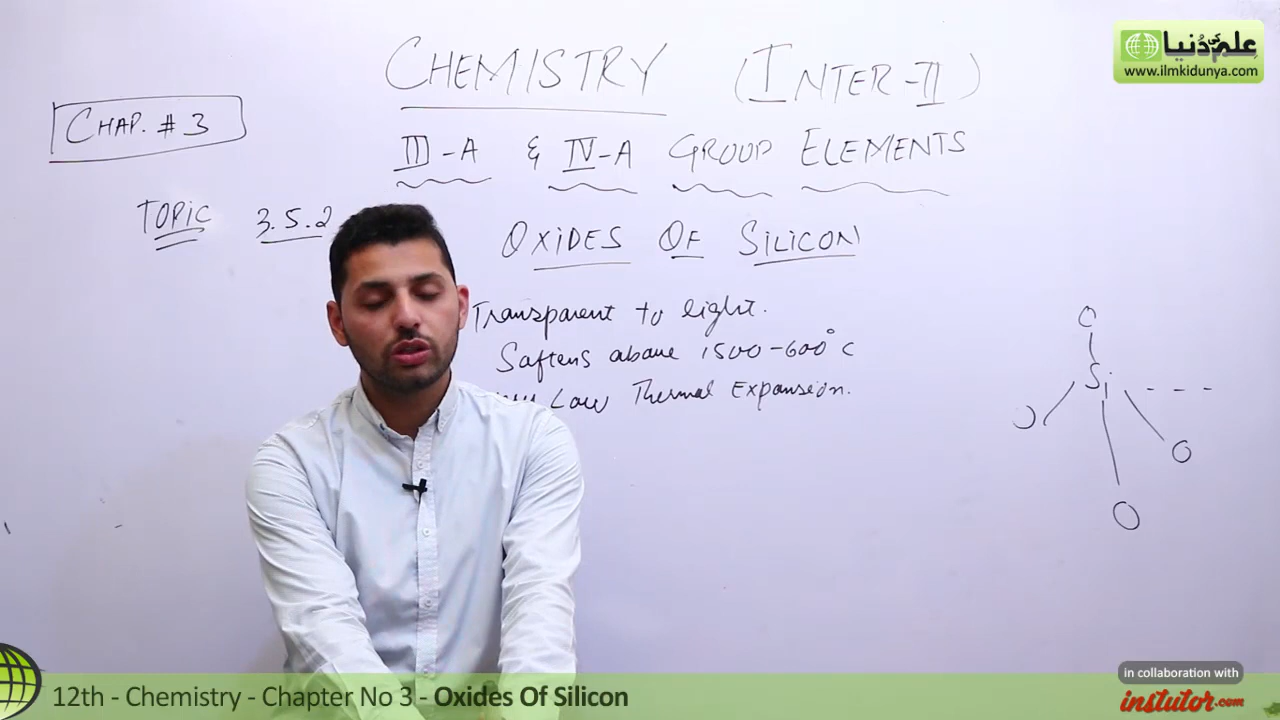 CHEMISTRY (INTER-II)
CHAP. # 3
III-A & IV-A GROUP ELEMENTS
TOPIC 3.5.2
OXIDES OF SILICON
Transparent to light.
Saftens above 1500-600°C
Low Thermal Expansion.
O
Si
O
O
O
علم کی دُنیا
www.ilmkidunya.com
12th - Chemistry - Chapter No 3 - Oxides Of Silicon
in collaboration with
instutor.com